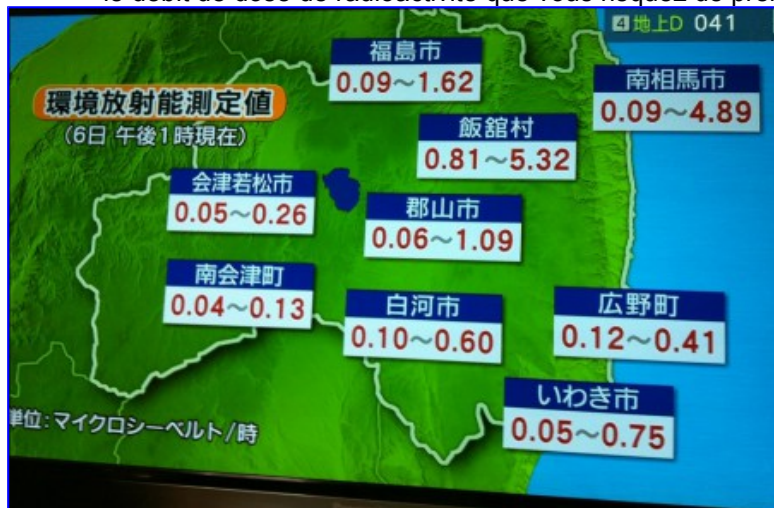 4 地上D 041
福島市
0.09～1.62
南相馬市
0.09～4.89
環境放射能測定値
(6日 午後1時現在)
飯舘村
0.81～5.32
会津若松市
0.05～0.26
郡山市
0.06～1.09
南会津町
0.04～0.13
白河市
0.10～0.60
広野町
0.12～0.41
いわき市
0.05～0.75
単位:マイクロシーベルト/時